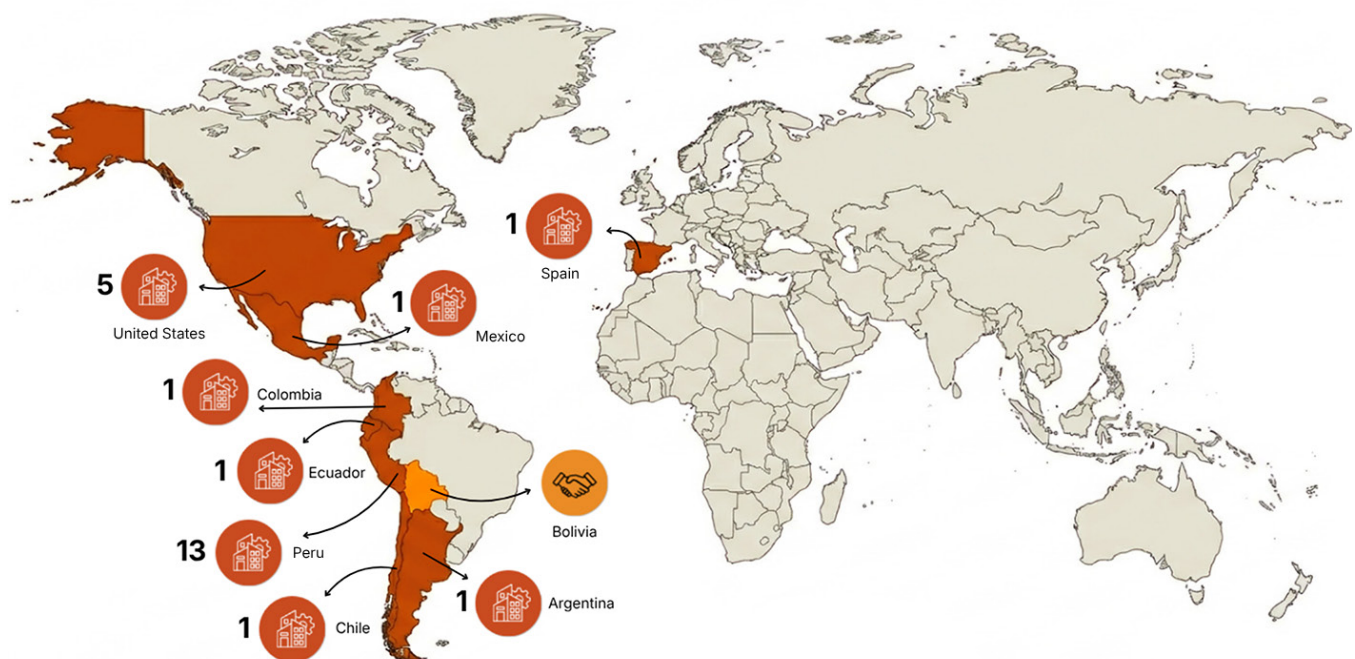 1
Spain
5
United States
1
Mexico
1
Colombia
1
Ecuador
Bolivia
13
Peru
1
Argentina
1
Chile